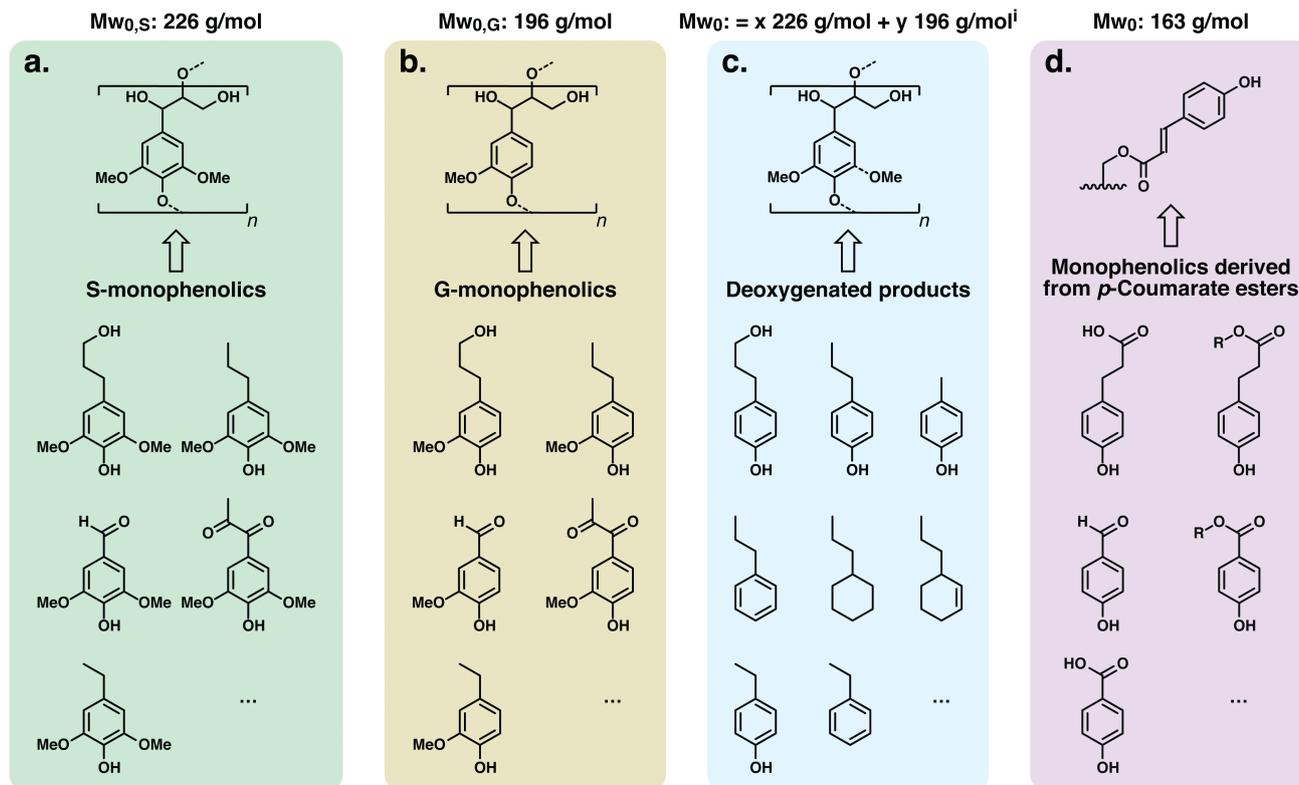 Mw0,S: 226 g/mol
Mw0,G: 196 g/mol
Mw0: = x 226 g/mol + y 196 g/molⁱ
Mw0: 163 g/mol
a.
O
HO
OH
MeO
OMe
O
n
S-monophenolics
OH
MeO
OMe
OH
MeO
OMe
OH
H
O
MeO
OMe
OH
O
O
MeO
OMe
OH
MeO
OMe
OH
...
b.
O
HO
OH
MeO
O
n
G-monophenolics
OH
MeO
OH
MeO
OH
H
O
MeO
OH
O
O
MeO
OH
MeO
OH
...
c.
O
HO
OH
MeO
OMe
O
n
Deoxygenated products
OH
OH
OH
OH
OH
...
d.
OH
O
O
Monophenolics derived
from p-Coumarate esters
HO
O
OH
R
O
O
OH
H
O
OH
R
O
O
OH
HO
O
OH
...